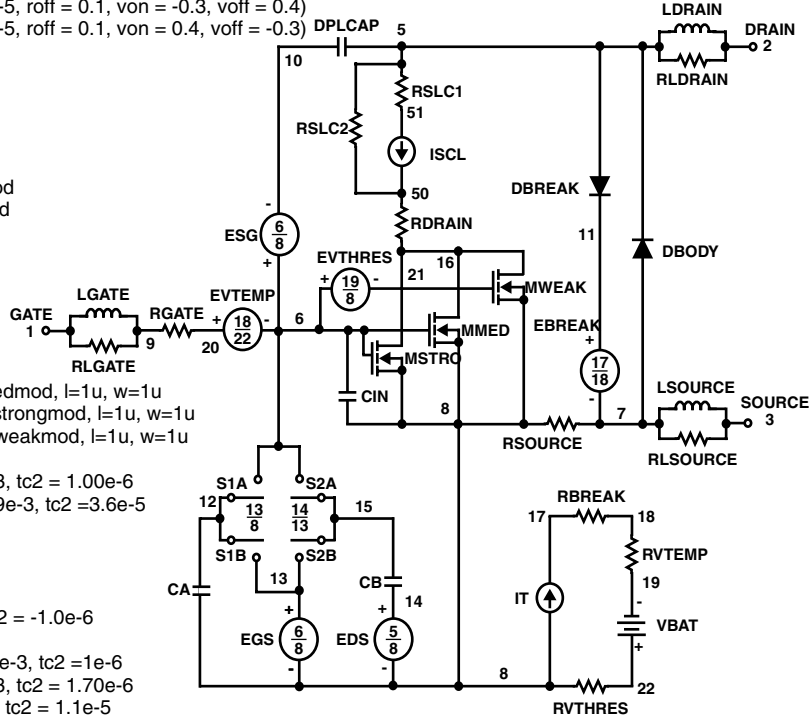 -5, roff = 0.1, von = -0.3, voff = 0.4)
-5, roff = 0.1, von = 0.4, voff = -0.3)
DPLCAP
5
10
LDRAIN
DRAIN
2
RLDRAIN
RSLC1
51
RSLC2
ISCL
od
d
50
DBREAK
RDRAIN
ESG
6
8
-
+
11
DBODY
EVTHRES
16
21
+
19
8
-
MWEAK
LGATE
EVTEMP
GATE
1
RGATE
+
18
22
-
6
EBREAK
MMED
9
20
MSTRO
+
17
18
-
RLGATE
CIN
LSOURCE
SOURCE
3
edmod, l=1u, w=1u
strongmod, l=1u, w=1u
weakmod, l=1u, w=1u
8
7
RSOURCE
RLSOURCE
3, tc2 = 1.00e-6
9e-3, tc2 =3.6e-5
S1A
S2A
12
13
8
14
13
15
RBREAK
17
18
S1B
S2B
RVTEMP
13
CA
CB
19
IT
14
-
VBAT
+
2 = -1.0e-6
+
EGS
6
8
-
+
EDS
5
8
-
e-3, tc2 =1e-6
3, tc2 = 1.70e-6
tc2 = 1.1e-5
8
22
RVTHRES